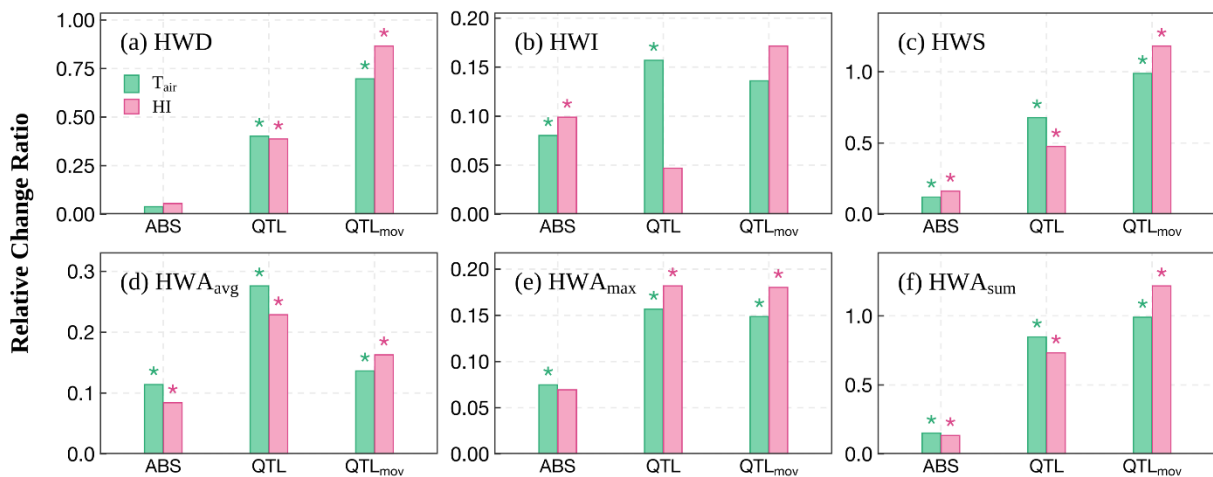 Relative Change Ratio
(a) HWD
T_air
HI
1.00
0.75
0.50
0.25
0.00
*
*
*
*
ABS
QTL
QTL_mov
(b) HWI
0.20
0.15
0.10
0.05
0.00
*
*
*
ABS
QTL
QTL_mov
(c) HWS
1.0
0.5
0.0
*
*
*
*
*
*
ABS
QTL
QTL_mov
(d) HWA_avg
0.3
0.2
0.1
0.0
*
*
*
*
*
*
ABS
QTL
QTL_mov
(e) HWA_max
0.20
0.15
0.10
0.05
0.00
*
*
*
*
*
ABS
QTL
QTL_mov
(f) HWA_sum
1.0
0.5
0.0
*
*
*
*
*
*
ABS
QTL
QTL_mov